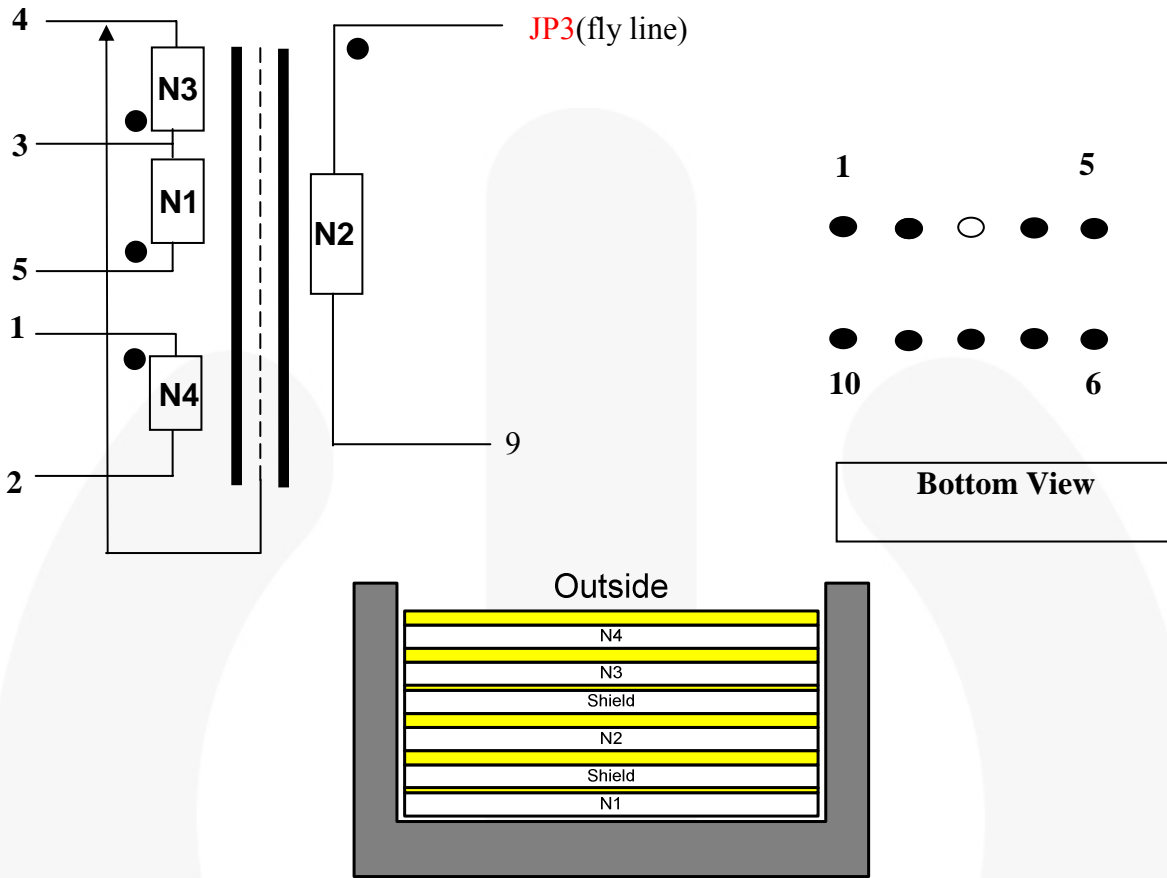 4
JP3(fly line)
N3
3
N1
5
1
N4
2
N2
9
1 5
10 6
Bottom View
Outside
N4
N3
Shield
N2
Shield
N1